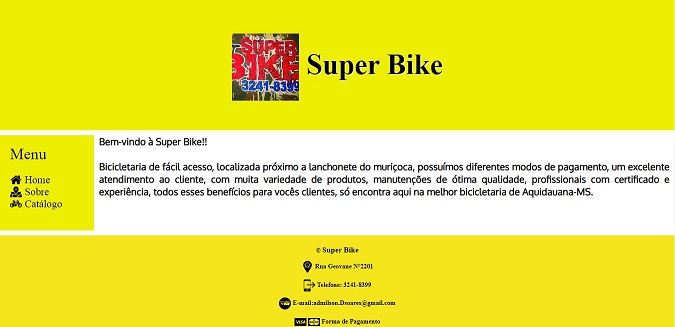 SUPER
BIKE
3241-8399
Super Bike
Menu
Home
Sobre
Catálogo
Bem-vindo à Super Bike!!
Bicicletaria de fácil acesso, localizada próximo a lanchonete do muriçoca, possuímos diferentes modos de pagamento, um excelente
atendimento ao cliente, com muita variedade de produtos, manutenções de ótima qualidade, profissionais com certificado e
experiência, todos esses benefícios para vocês clientes, só encontra aqui na melhor bicicletaria de Aquidauana-MS.
© Super Bike
Rua Geovane Nº2201
Telefone: 3241-8399
E-mail:admilson.Dsoares@gmail.com
VISA
Forma de Pagamento